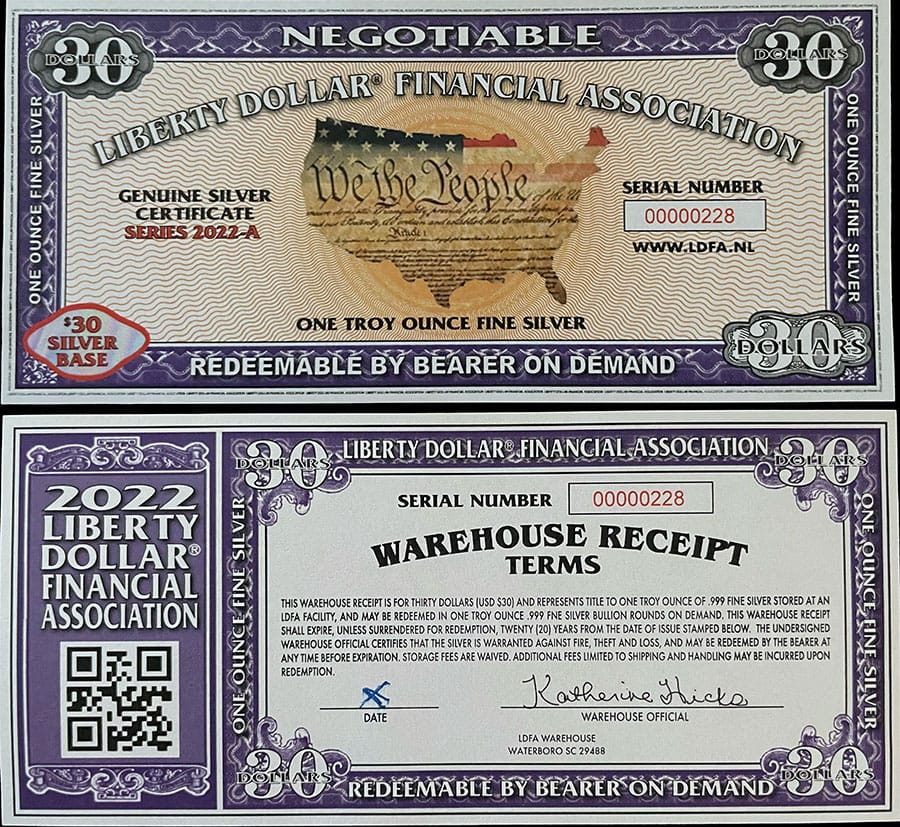 NEGOTIABLE
30
DOLLARS
30
DOLLARS
LIBERTY DOLLAR® FINANCIAL ASSOCIATION
ONE OUNCE FINE SILVER
ONE OUNCE FINE SILVER
We the People of the
Article I
GENUINE SILVER
CERTIFICATE
SERIES 2022-A
SERIAL NUMBER
00000228
WWW.LDFA.NL
$30
SILVER
BASE
ONE TROY OUNCE FINE SILVER
30
DOLLARS
REDEEMABLE BY BEARER ON DEMAND
2022
LIBERTY
DOLLAR®
FINANCIAL
ASSOCIATION
30
DOLLARS
LIBERTY DOLLAR® FINANCIAL ASSOCIATION
30
DOLLARS
ONE OUNCE FINE SILVER
ONE OUNCE FINE SILVER
SERIAL NUMBER
00000228
WAREHOUSE RECEIPT
TERMS
THIS WAREHOUSE RECEIPT IS FOR THIRTY DOLLARS (USD $30) AND REPRESENTS TITLE TO ONE TROY OUNCE OF .999 FINE SILVER STORED AT AN
LDFA FACILITY, AND MAY BE REDEEMED IN ONE TROY OUNCE .999 FNE SILVER BULLION ROUNDS ON DEMAND. THIS WAREHOUSE RECEIPT
SHALL EXPIRE, UNLESS SURRENDERED FOR REDEMPTION, TWENTY (20) YEARS FROM THE DATE OF ISSUE STAMPED BELOW. THE UNDERSIGNED
WAREHOUSE OFFICIAL CERTIFIES THAT THE SILVER IS WARRANTED AGAINST FIRE, THEFT AND LOSS, AND MAY BE REDEEMED BY THE BEARER AT
ANY TIME BEFORE EXPIRATION. STORAGE FEES ARE WAIVED. ADDITIONAL FEES LIMITED TO SHIPPING AND HANDLING MAY BE INCURRED UPON
REDEMPTION.
Katherine Hicks
DATE
WAREHOUSE OFFICIAL
LDFA WAREHOUSE
WATERBORO SC 29488
30
DOLLARS
REDEEMABLE BY BEARER ON DEMAND
30
DOLLARS